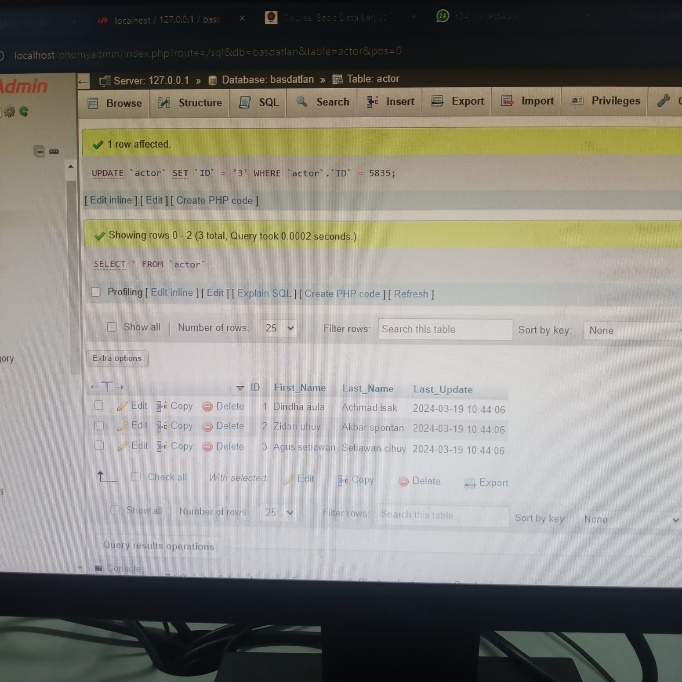 localhost / 127.0.0.1 / bas
localhost/phpmyadmin/index.php?route=/sql&db=basdatlan&table=actor&pos=0
Admin
Server: 127.0.0.1 » Database: basdatlan » Table: actor
Browse Structure SQL Search Insert Export Import Privileges
1 row affected.
UPDATE `actor` SET `ID` = '3' WHERE `actor`.`ID` = 5835;
[ Edit inline ] [ Edit ] [ Create PHP code ]
Showing rows 0 - 2 (3 total, Query took 0.0002 seconds.)
SELECT * FROM `actor`
Profiling [ Edit inline ] [ Edit ] [ Explain SQL ] [ Create PHP code ] [ Refresh ]
Show all Number of rows: 25 Filter rows: Search this table Sort by key: None
ory
Extra options
ID First_Name Last_Name Last_Update
Edit Copy Delete 1 Dindha aula Achmad isak 2024-03-19 10:44:06
Edit Copy Delete 2 Zidan uhuy Akbar spontan 2024-03-19 10:44:06
Edit Copy Delete 3 Agus setiawan Setiawan cihuy 2024-03-19 10:44:06
Check all With selected: Edit Copy Delete Export
Show all Number of rows: 25 Filter rows: Search this table Sort by key: None
Query results operations
Console